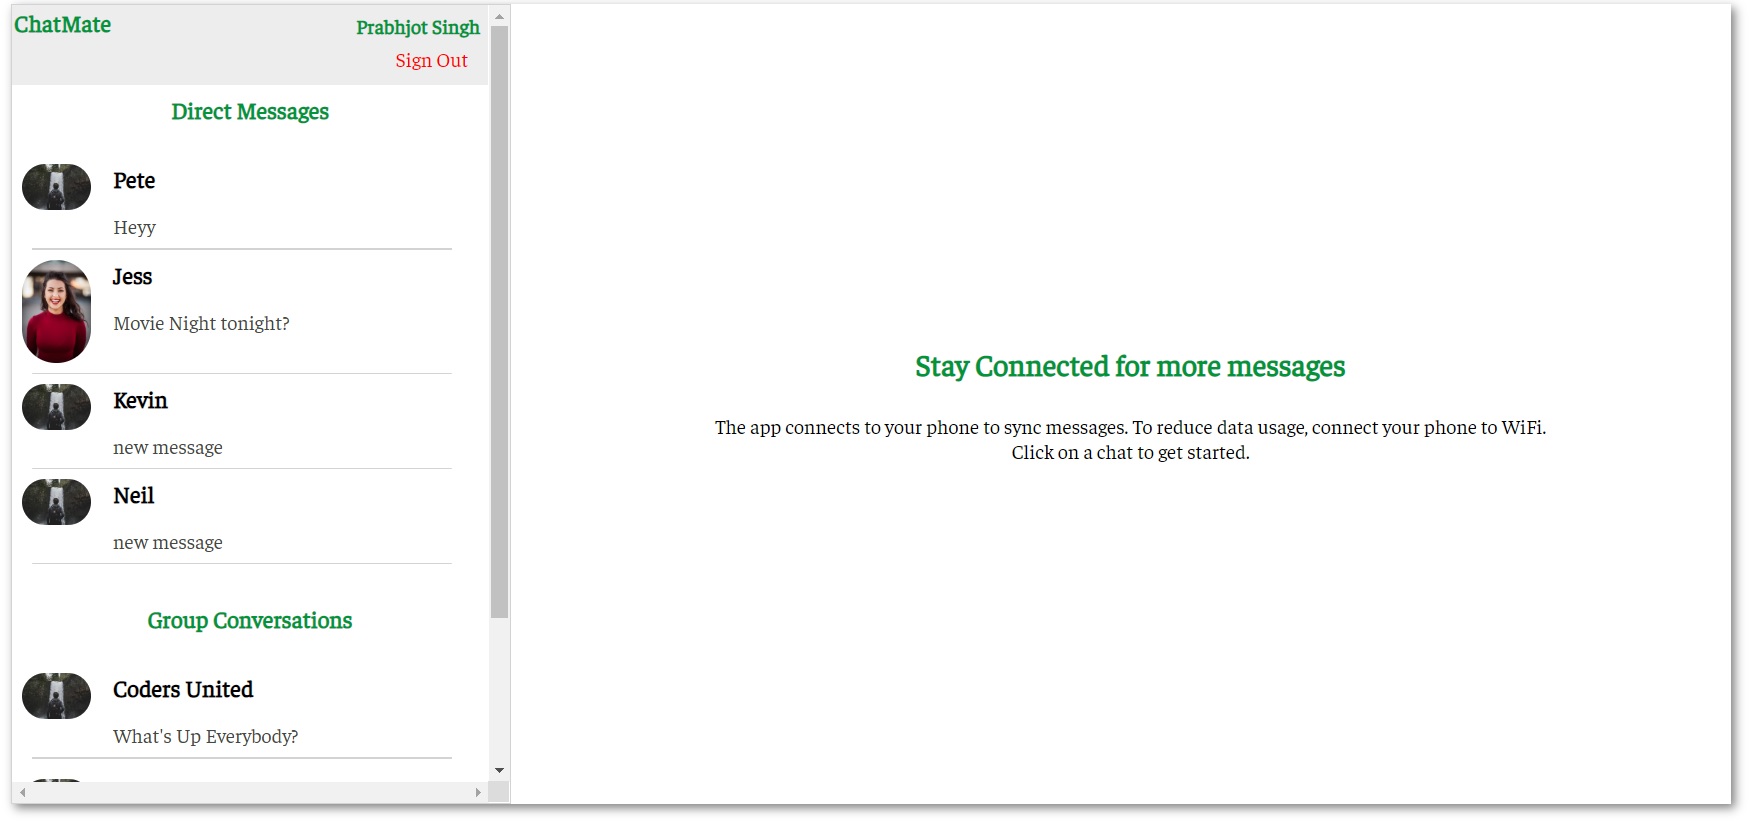 ChatMate
Prabhjot Singh
Sign Out
Direct Messages
Pete
Heyy
Jess
Movie Night tonight?
Kevin
new message
Neil
new message
Group Conversations
Coders United
What's Up Everybody?
Stay Connected for more messages
The app connects to your phone to sync messages. To reduce data usage, connect your phone to WiFi.
Click on a chat to get started.